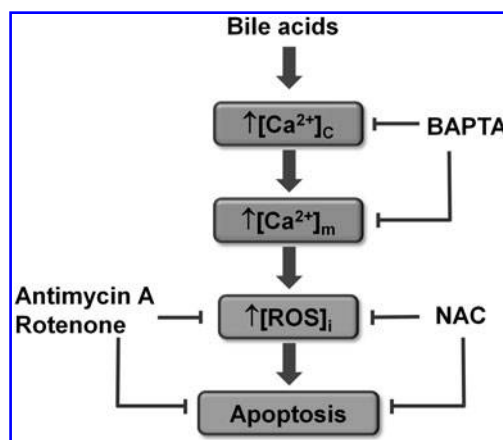 Bile acids
↑[Ca²⁺]c
BAPTA
↑[Ca²⁺]m
Antimycin A
Rotenone
↑[ROS]i
NAC
Apoptosis